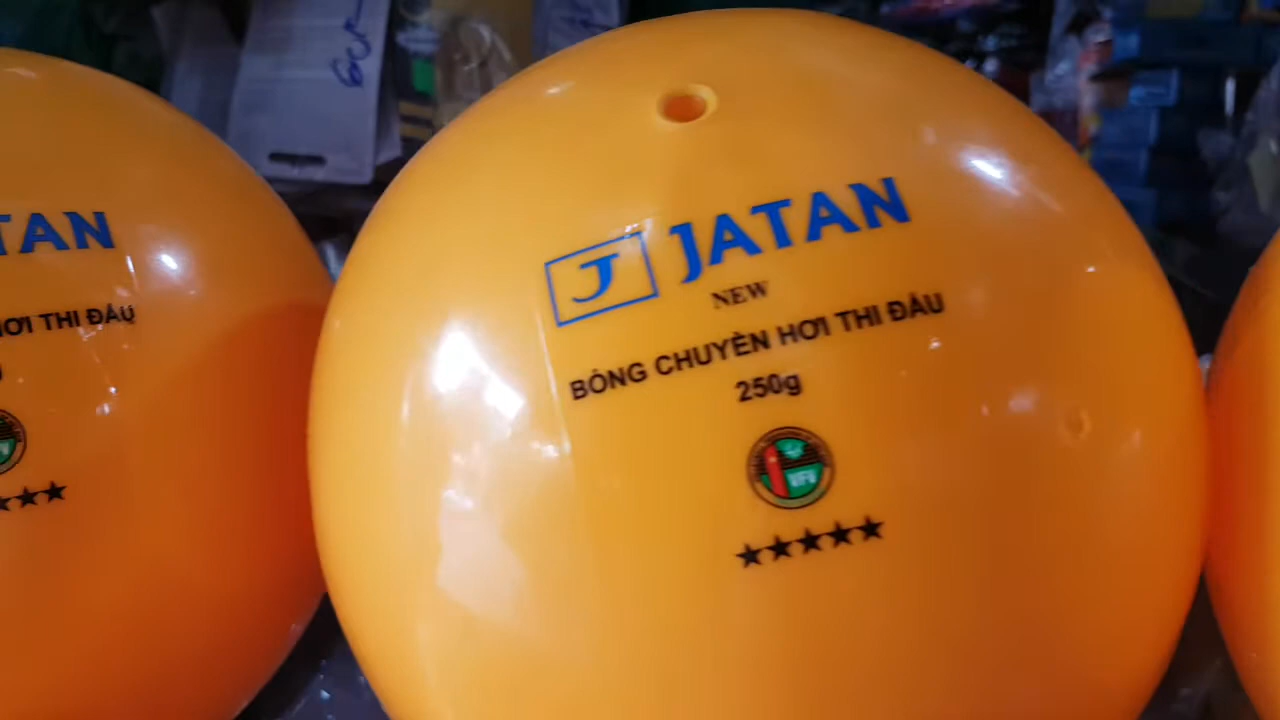 J JATAN
NEW
BÓNG CHUYỀN HƠI THI ĐẤU
250g
★★★★★
TAN
HƠI THI ĐẤU
★★★